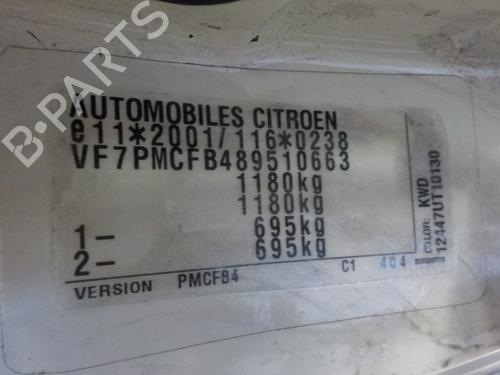 B-PARTS
AUTOMOBILES CITROEN
e11*2001/116*0238
VF7PMCFB489510663
1180kg
1180kg
1- 695kg
2- 695kg
VERSION PMCFB4 C1 404
COLOR: KWD
12447UT10130